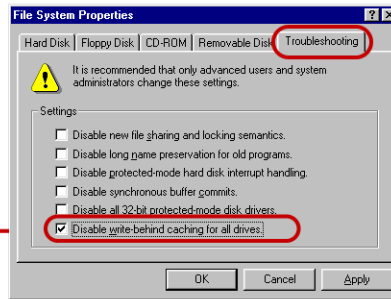 File System Properties
Hard Disk Floppy Disk CD-ROM Removable Disk Troubleshooting
It is recommended that only advanced users and system
administrators change these settings.
Settings
Disable new file sharing and locking semantics.
Disable long name preservation for old programs.
Disable protected-mode hard disk interrupt handling.
Disable synchronous buffer commits.
Disable all 32-bit protected-mode disk drivers.
Disable write-behind caching for all drives.
OK Cancel Apply